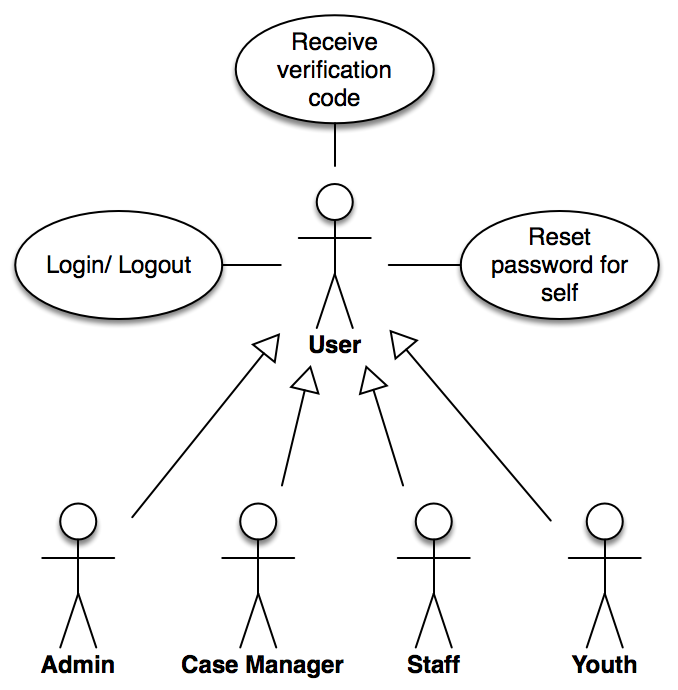 Receive
verification
code
Login/ Logout
Reset
password for
self
User
Admin
Case Manager
Staff
Youth